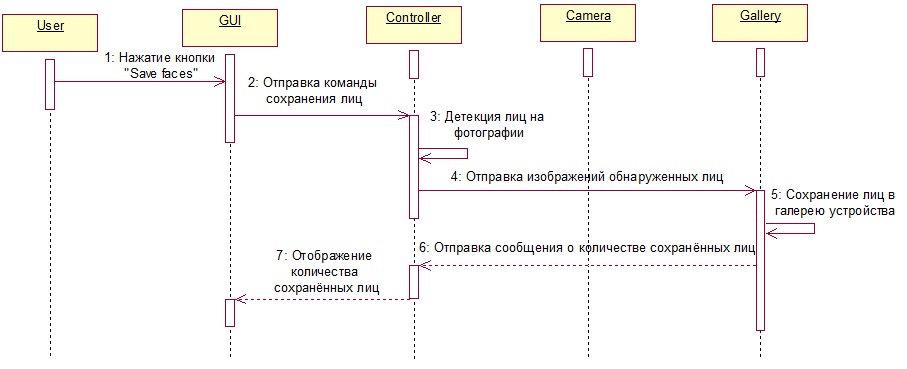 User
GUI
Controller
Camera
Gallery
1: Нажатие кнопки
"Save faces"
2: Отправка команды
сохранения лиц
3: Детекция лиц на
фотографии
4: Отправка изображений обнаруженных лиц
5: Сохранение лиц в
галерею устройства
6: Отправка сообщения о количестве сохранённых лиц
7: Отображение
количества
сохранённых лиц